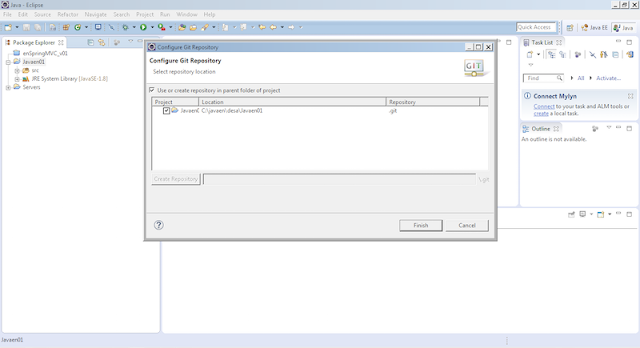 Java - Eclipse
File Edit Source Refactor Navigate Search Project Run Window Help
Quick Access
Java EE
Java
Package Explorer
enSpringMVC_v01
Javaen01
src
JRE System Library [JavaSE-1.8]
Servers
Configure Git Repository
Configure Git Repository
Select repository location
GIT
Use or create repository in parent folder of project
Project Location Repository
Javaen0 C:\javaen\desa\Javaen01 .git
Create Repository
\.git
Finish
Cancel
Task List
Find
All
Activate...
Connect Mylyn
Connect to your task and ALM tools or
create a local task.
Outline
An outline is not available.
Javaen01